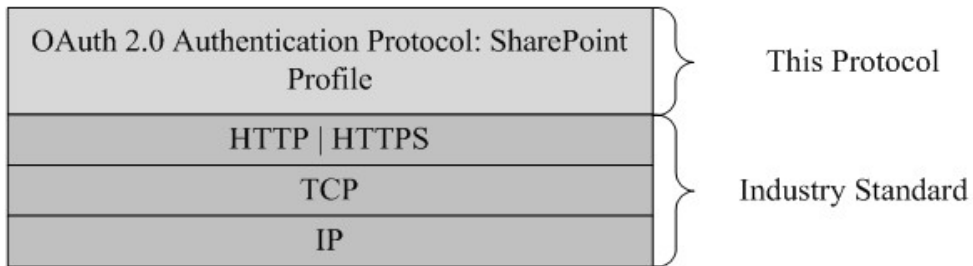 OAuth 2.0 Authentication Protocol: SharePoint
Profile
This Protocol
HTTP | HTTPS
TCP
IP
Industry Standard